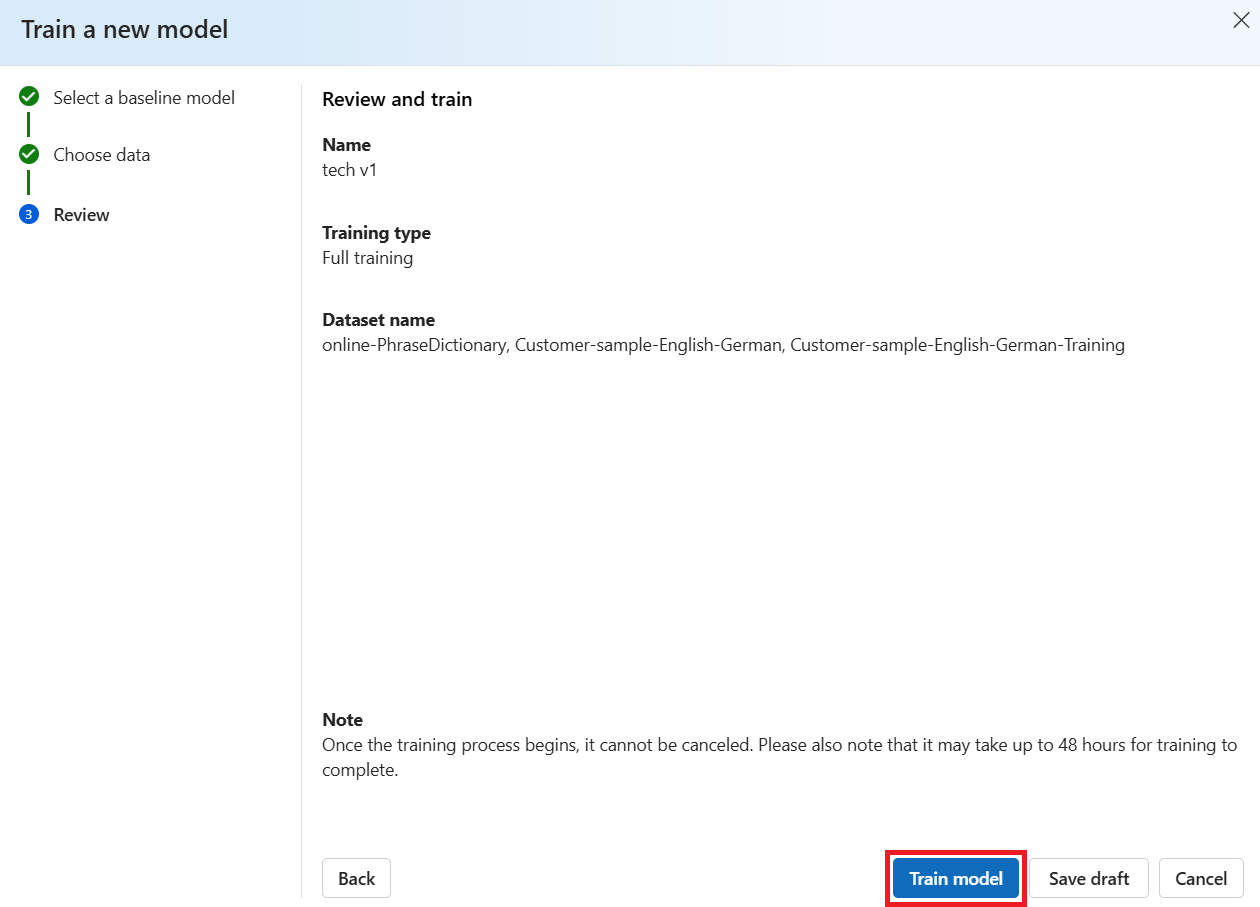 Train a new model
Select a baseline model
Choose data
3 Review
Review and train
Name
tech v1
Training type
Full training
Dataset name
online-PhraseDictionary, Customer-sample-English-German, Customer-sample-English-German-Training
Note
Once the training process begins, it cannot be canceled. Please also note that it may take up to 48 hours for training to
complete.
Back Train model Save draft Cancel